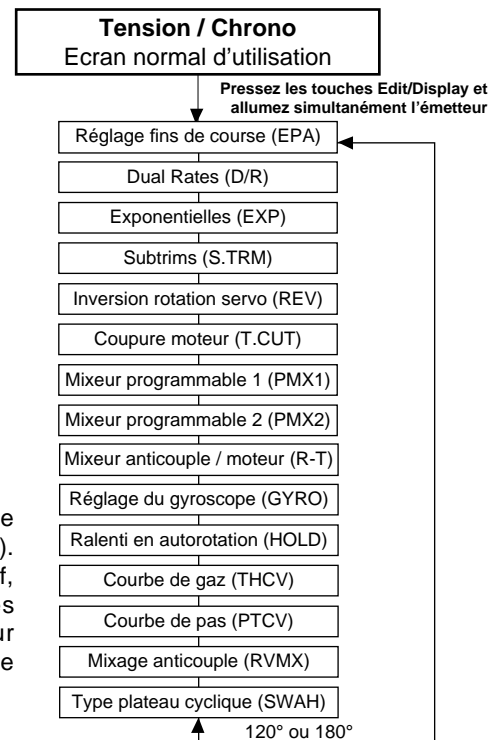 Tension / Chrono
Ecran normal d'utilisation
Pressez les touches Edit/Display et
allumez simultanément l'émetteur
Réglage fins de course (EPA)
Dual Rates (D/R)
Exponentielles (EXP)
Subtrims (S.TRM)
Inversion rotation servo (REV)
Coupure moteur (T.CUT)
Mixeur programmable 1 (PMX1)
Mixeur programmable 2 (PMX2)
Mixeur anticouple / moteur (R-T)
Réglage du gyroscope (GYRO)
Ralenti en autorotation (HOLD)
Courbe de gaz (THCV)
Courbe de pas (PTCV)
Mixage anticouple (RVMX)
Type plateau cyclique (SWAH)
120° ou 180°
e
).
f,
s
ur
e